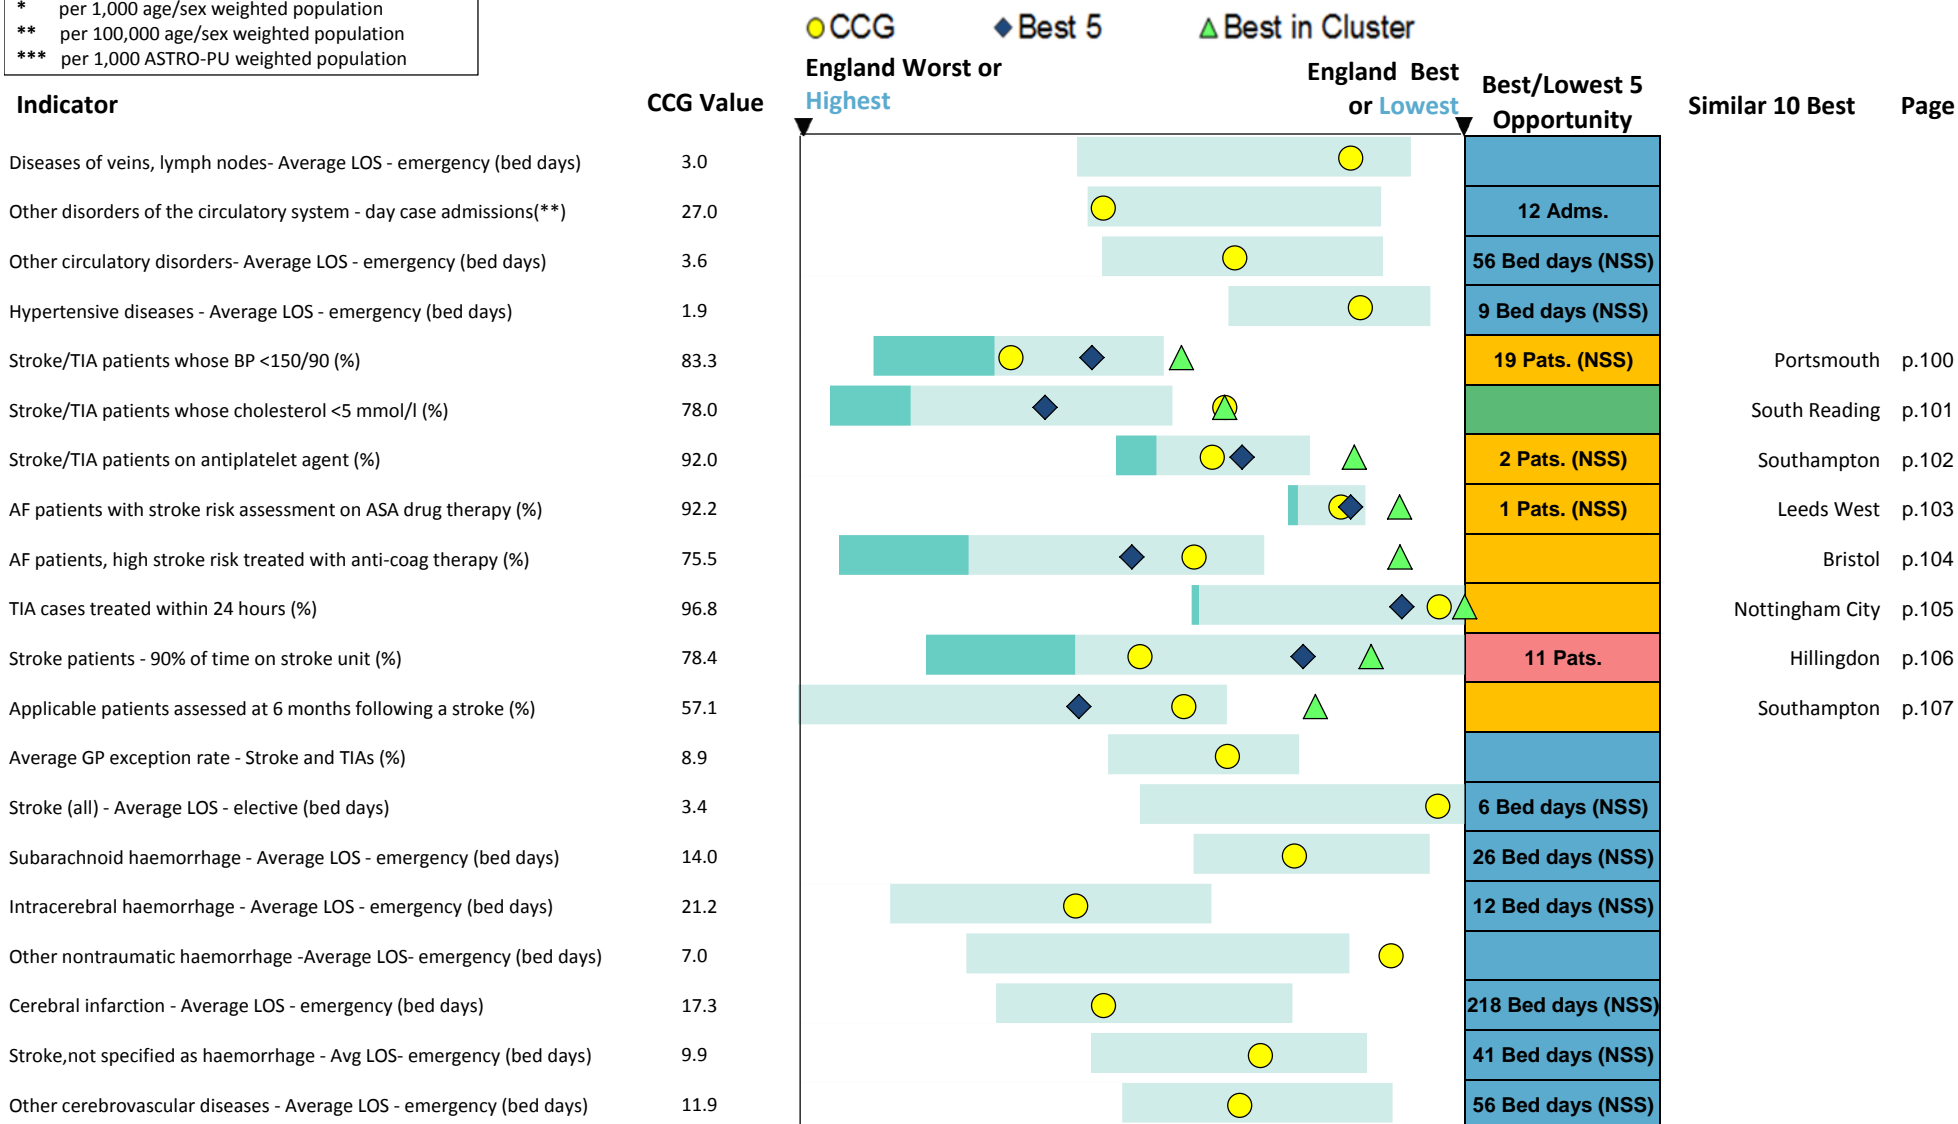 * per 1,000 age/sex weighted population
** per 100,000 age/sex weighted population
*** per 1,000 ASTRO-PU weighted population
CCG Best 5 Best in Cluster
England Worst or Highest
England Best or Lowest
Indicator CCG Value Best/Lowest 5 Opportunity Similar 10 Best Page
Diseases of veins, lymph nodes- Average LOS - emergency (bed days) 3.0
Other disorders of the circulatory system - day case admissions(**) 27.0 12 Adms.
Other circulatory disorders- Average LOS - emergency (bed days) 3.6 56 Bed days (NSS)
Hypertensive diseases - Average LOS - emergency (bed days) 1.9 9 Bed days (NSS)
Stroke/TIA patients whose BP <150/90 (%) 83.3 19 Pats. (NSS) Portsmouth p.100
Stroke/TIA patients whose cholesterol <5 mmol/l (%) 78.0 South Reading p.101
Stroke/TIA patients on antiplatelet agent (%) 92.0 2 Pats. (NSS) Southampton p.102
AF patients with stroke risk assessment on ASA drug therapy (%) 92.2 1 Pats. (NSS) Leeds West p.103
AF patients, high stroke risk treated with anti-coag therapy (%) 75.5 Bristol p.104
TIA cases treated within 24 hours (%) 96.8 Nottingham City p.105
Stroke patients - 90% of time on stroke unit (%) 78.4 11 Pats. Hillingdon p.106
Applicable patients assessed at 6 months following a stroke (%) 57.1 Southampton p.107
Average GP exception rate - Stroke and TIAs (%) 8.9
Stroke (all) - Average LOS - elective (bed days) 3.4 6 Bed days (NSS)
Subarachnoid haemorrhage - Average LOS - emergency (bed days) 14.0 26 Bed days (NSS)
Intracerebral haemorrhage - Average LOS - emergency (bed days) 21.2 12 Bed days (NSS)
Other nontraumatic haemorrhage -Average LOS- emergency (bed days) 7.0
Cerebral infarction - Average LOS - emergency (bed days) 17.3 218 Bed days (NSS)
Stroke,not specified as haemorrhage - Avg LOS- emergency (bed days) 9.9 41 Bed days (NSS)
Other cerebrovascular diseases - Average LOS - emergency (bed days) 11.9 56 Bed days (NSS)